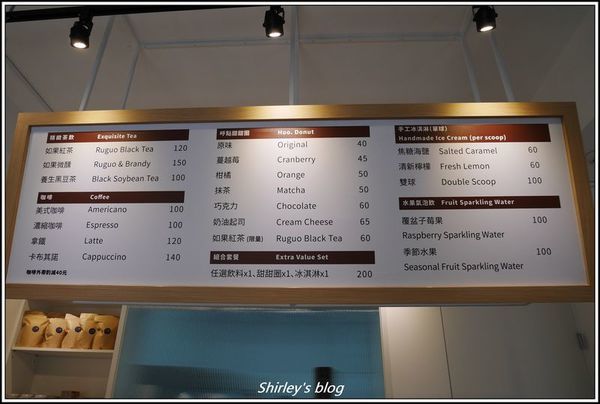 精緻茶飲 Exquisite Tea
如果紅茶 Ruguo Black Tea 120
如果微醺 Ruguo & Brandy 150
養生黑豆茶 Black Soybean Tea 100
咖啡 Coffee
美式咖啡 Americano 100
濃縮咖啡 Espresso 100
拿鐵 Latte 120
卡布其諾 Cappuccino 140
咖啡外帶酌減40元
呼點甜甜圈 Huo. Donut
原味 Original 40
蔓越莓 Cranberry 45
柑橘 Orange 50
抹茶 Matcha 50
巧克力 Chocolate 60
奶油起司 Cream Cheese 65
如果紅茶(限量) Ruguo Black Tea 60
組合套餐 Extra Value Set
任選飲料x1、甜甜圈x1、冰淇淋x1 200
手工冰淇淋(單球)
Handmade Ice Cream (per scoop)
焦糖海鹽 Salted Caramel 60
清新檸檬 Fresh Lemon 60
雙球 Double Scoop 100
水果氣泡飲 Fruit Sparkling Water
覆盆子莓果 100
Raspberry Sparkling Water
季節水果 100
Seasonal Fruit Sparkling Water
Shirley's blog